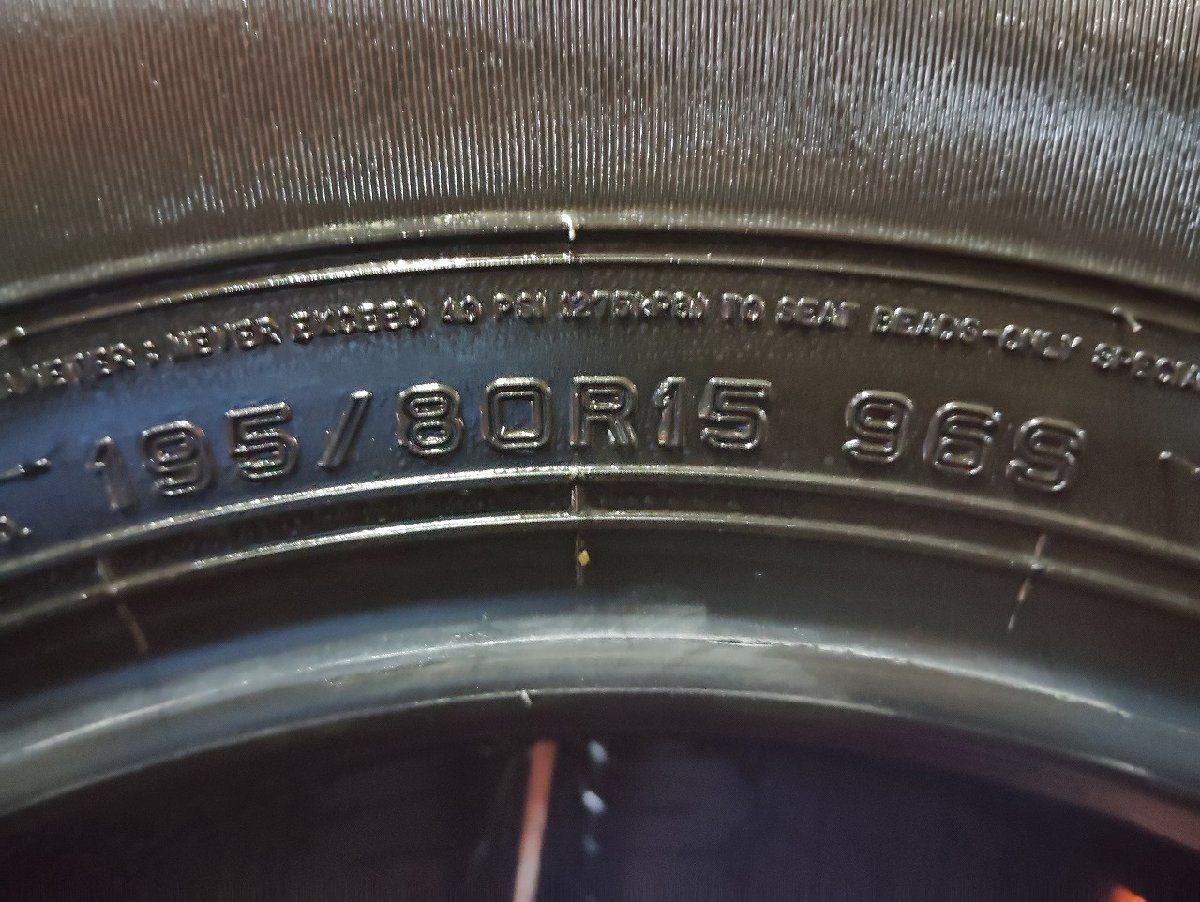 : NEVER EXCEED 40 PSI (275kPa) TO SEAT BEADS-ONLY
195/80R15 96S